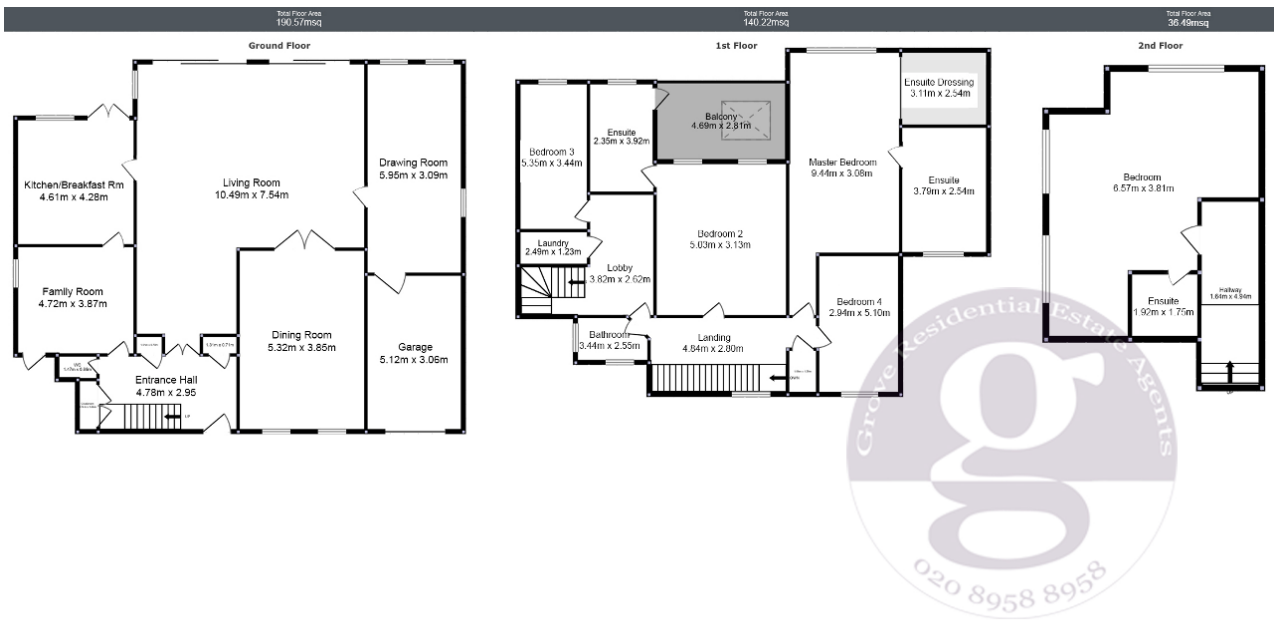 Total Floor Area
190.57msq
Total Floor Area
140.22msq
Total Floor Area
36.49msq
Ground Floor
1st Floor
2nd Floor
Kitchen/Breakfast Rm
4.61m x 4.28m
Living Room
10.49m x 7.54m
Drawing Room
5.95m x 3.09m
Family Room
4.72m x 3.87m
Dining Room
5.32m x 3.85m
Garage
5.12m x 3.06m
Entrance Hall
4.78m x 2.95
WC
UP
Bedroom 3
5.35m x 3.44m
Ensuite
2.35m x 3.92m
Balcony
4.69m x 2.81m
Master Bedroom
9.44m x 3.08m
Ensuite Dressing
3.11m x 2.54m
Ensuite
3.79m x 2.54m
Laundry
2.49m x 1.23m
Lobby
3.82m x 2.62m
Bedroom 2
5.03m x 3.13m
Bedroom 4
2.94m x 5.10m
Bathroom
3.44m x 2.55m
Landing
4.84m x 2.80m
Bedroom
6.57m x 3.81m
Ensuite
1.92m x 1.75m
Hallway
1.64m x 4.94m
Grove Residential Estate Agents
g
020 8958 8958